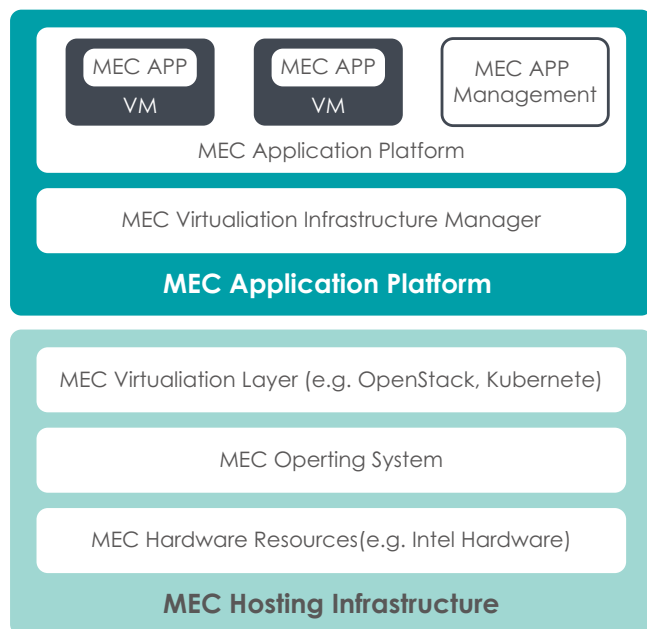 MEC APP
VM
MEC APP
VM
MEC APP
Management
MEC Application Platform
MEC Virtualiation Infrastructure Manager
MEC Application Platform
MEC Virtualiation Layer (e.g. OpenStack, Kubernete)
MEC Operting System
MEC Hardware Resources(e.g. Intel Hardware)
MEC Hosting Infrastructure